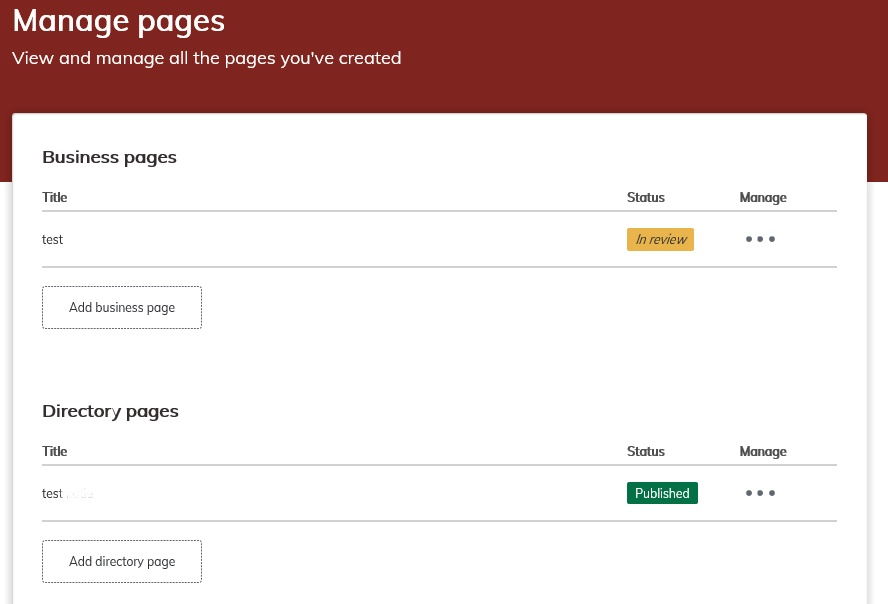 Manage pages
View and manage all the pages you've created
Business pages
Title Status Manage
test In review
Add business page
Directory pages
Title Status Manage
test Published
Add directory page